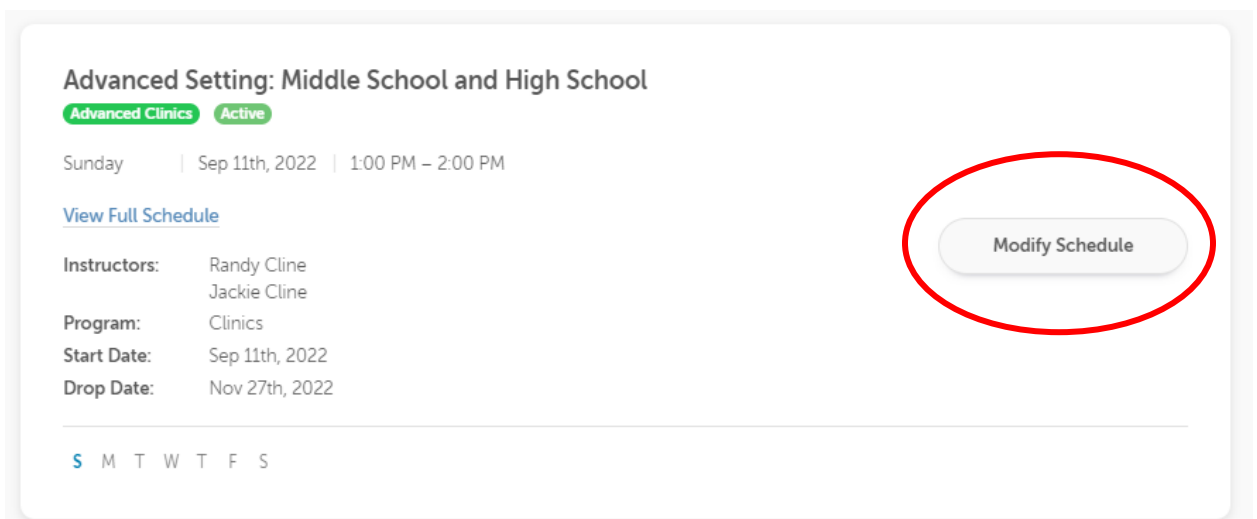 Advanced Setting: Middle School and High School
Advanced Clinics Active
Sunday | Sep 11th, 2022 | 1:00 PM – 2:00 PM
View Full Schedule
Modify Schedule
Instructors: Randy Cline
Jackie Cline
Program: Clinics
Start Date: Sep 11th, 2022
Drop Date: Nov 27th, 2022
S M T W T F S